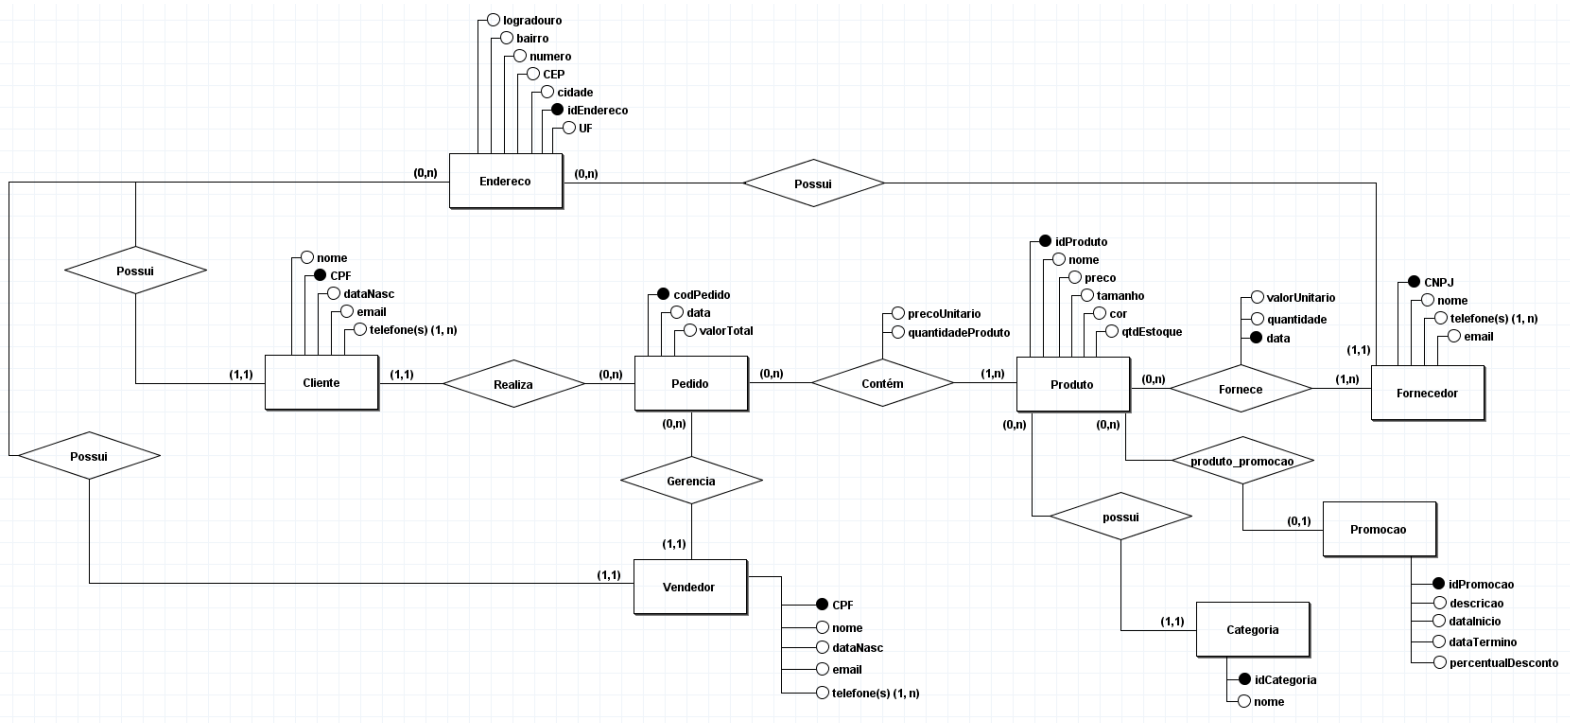 logradouro
bairro
numero
CEP
cidade
idEndereco
UF
(0,n)
Endereco
(0,n)
Possui
Possui
nome
CPF
dataNasc
email
telefone(s) (1, n)
(1,1)
Cliente
(1,1)
Realiza
(0,n)
codPedido
data
valorTotal
Pedido
(0,n)
precoUnitario
quantidadeProduto
Contém
(1,n)
idProduto
nome
preco
tamanho
cor
qtdEstoque
Produto
(0,n)
valorUnitario
quantidade
data
Fornece
(1,n)
(1,1)
CNPJ
nome
telefone(s) (1, n)
email
Fornecedor
(0,n)
(0,n)
(0,n)
Possui
Gerencia
produto_promocao
possui
(0,1)
Promocao
idPromocao
descricao
dataInicio
dataTermino
percentualDesconto
(1,1)
(1,1)
Vendedor
CPF
nome
dataNasc
email
telefone(s) (1, n)
(1,1)
Categoria
idCategoria
nome